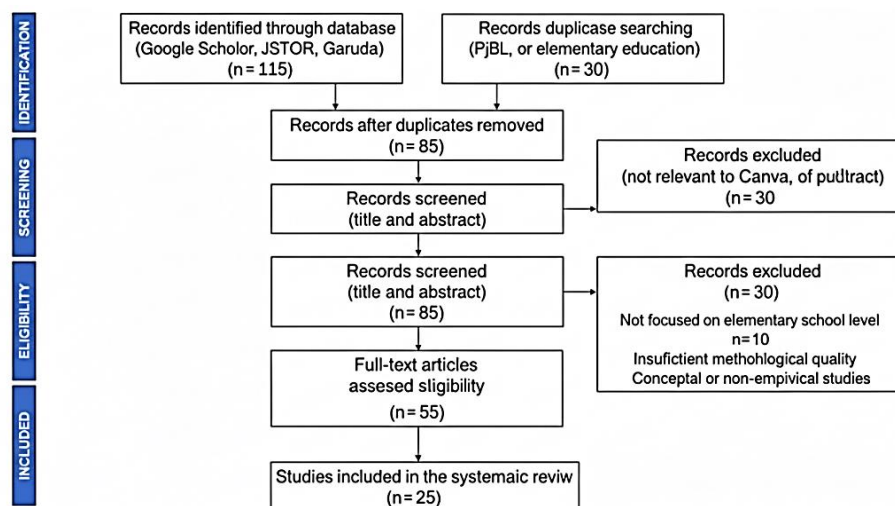 IDENTIFICATION
Records identified through database
(Google Scholor, JSTOR, Garuda)
(n = 115)
Records duplicase searching
(PjBL, or elementary education)
(n = 30)
Records after duplicates removed
(n = 85)
SCREENING
Records screened
(title and abstract)
Records excluded
(not relevant to Canva, of
(n = 30
ELIGIBILITY
Records screened
(title and abstract)
(n = 85)
Records excluded
(n = 30)
Not focused on elementary school level
n=10
Insuficient methohlogical quality
Conceptal or non-empivical studies
Full-text articles
assesed sligibility
(n = 55)
INCLUDED
Studies included in the systemaic reviw
(n = 25)